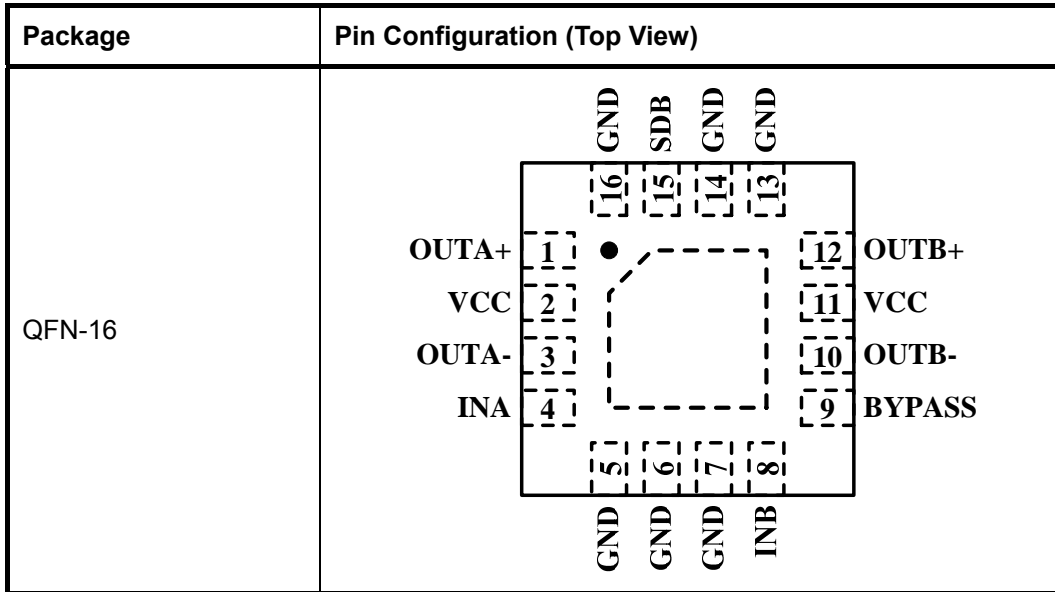 Package Pin Configuration (Top View)
QFN-16
GND SDB GND GND
16 15 14 13
OUTA+ 1 12 OUTB+
VCC 2 11 VCC
OUTA- 3 10 OUTB-
INA 4 9 BYPASS
5 6 7 8
GND GND GND INB